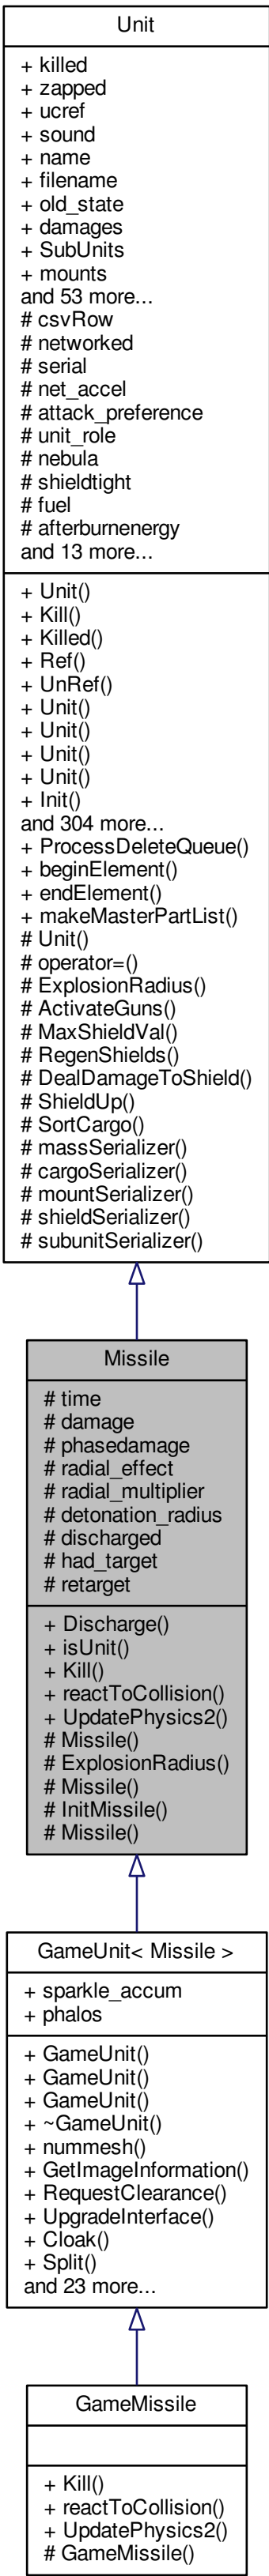 Unit
+ killed
+ zapped
+ ucref
+ sound
+ name
+ filename
+ old_state
+ damages
+ SubUnits
+ mounts
and 53 more...
# csvRow
# networked
# serial
# net_accel
# attack_preference
# unit_role
# nebula
# shieldtight
# fuel
# afterburnenergy
and 13 more...
+ Unit()
+ Kill()
+ Killed()
+ Ref()
+ UnRef()
+ Unit()
+ Unit()
+ Unit()
+ Unit()
+ Init()
and 304 more...
+ ProcessDeleteQueue()
+ beginElement()
+ endElement()
+ makeMasterPartList()
# Unit()
# operator=()
# ExplosionRadius()
# ActivateGuns()
# MaxShieldVal()
# RegenShields()
# DealDamageToShield()
# ShieldUp()
# SortCargo()
# massSerializer()
# cargoSerializer()
# mountSerializer()
# shieldSerializer()
# subunitSerializer()
Missile
# time
# damage
# phasedamage
# radial_effect
# radial_multiplier
# detonation_radius
# discharged
# had_target
# retarget
+ Discharge()
+ isUnit()
+ Kill()
+ reactToCollision()
+ UpdatePhysics2()
# Missile()
# ExplosionRadius()
# Missile()
# InitMissile()
# Missile()
GameUnit< Missile >
+ sparkle_accum
+ phalos
+ GameUnit()
+ GameUnit()
+ GameUnit()
+ ~GameUnit()
+ nummesh()
+ GetImageInformation()
+ RequestClearance()
+ UpgradeInterface()
+ Cloak()
+ Split()
and 23 more...
GameMissile
+ Kill()
+ reactToCollision()
+ UpdatePhysics2()
# GameMissile()